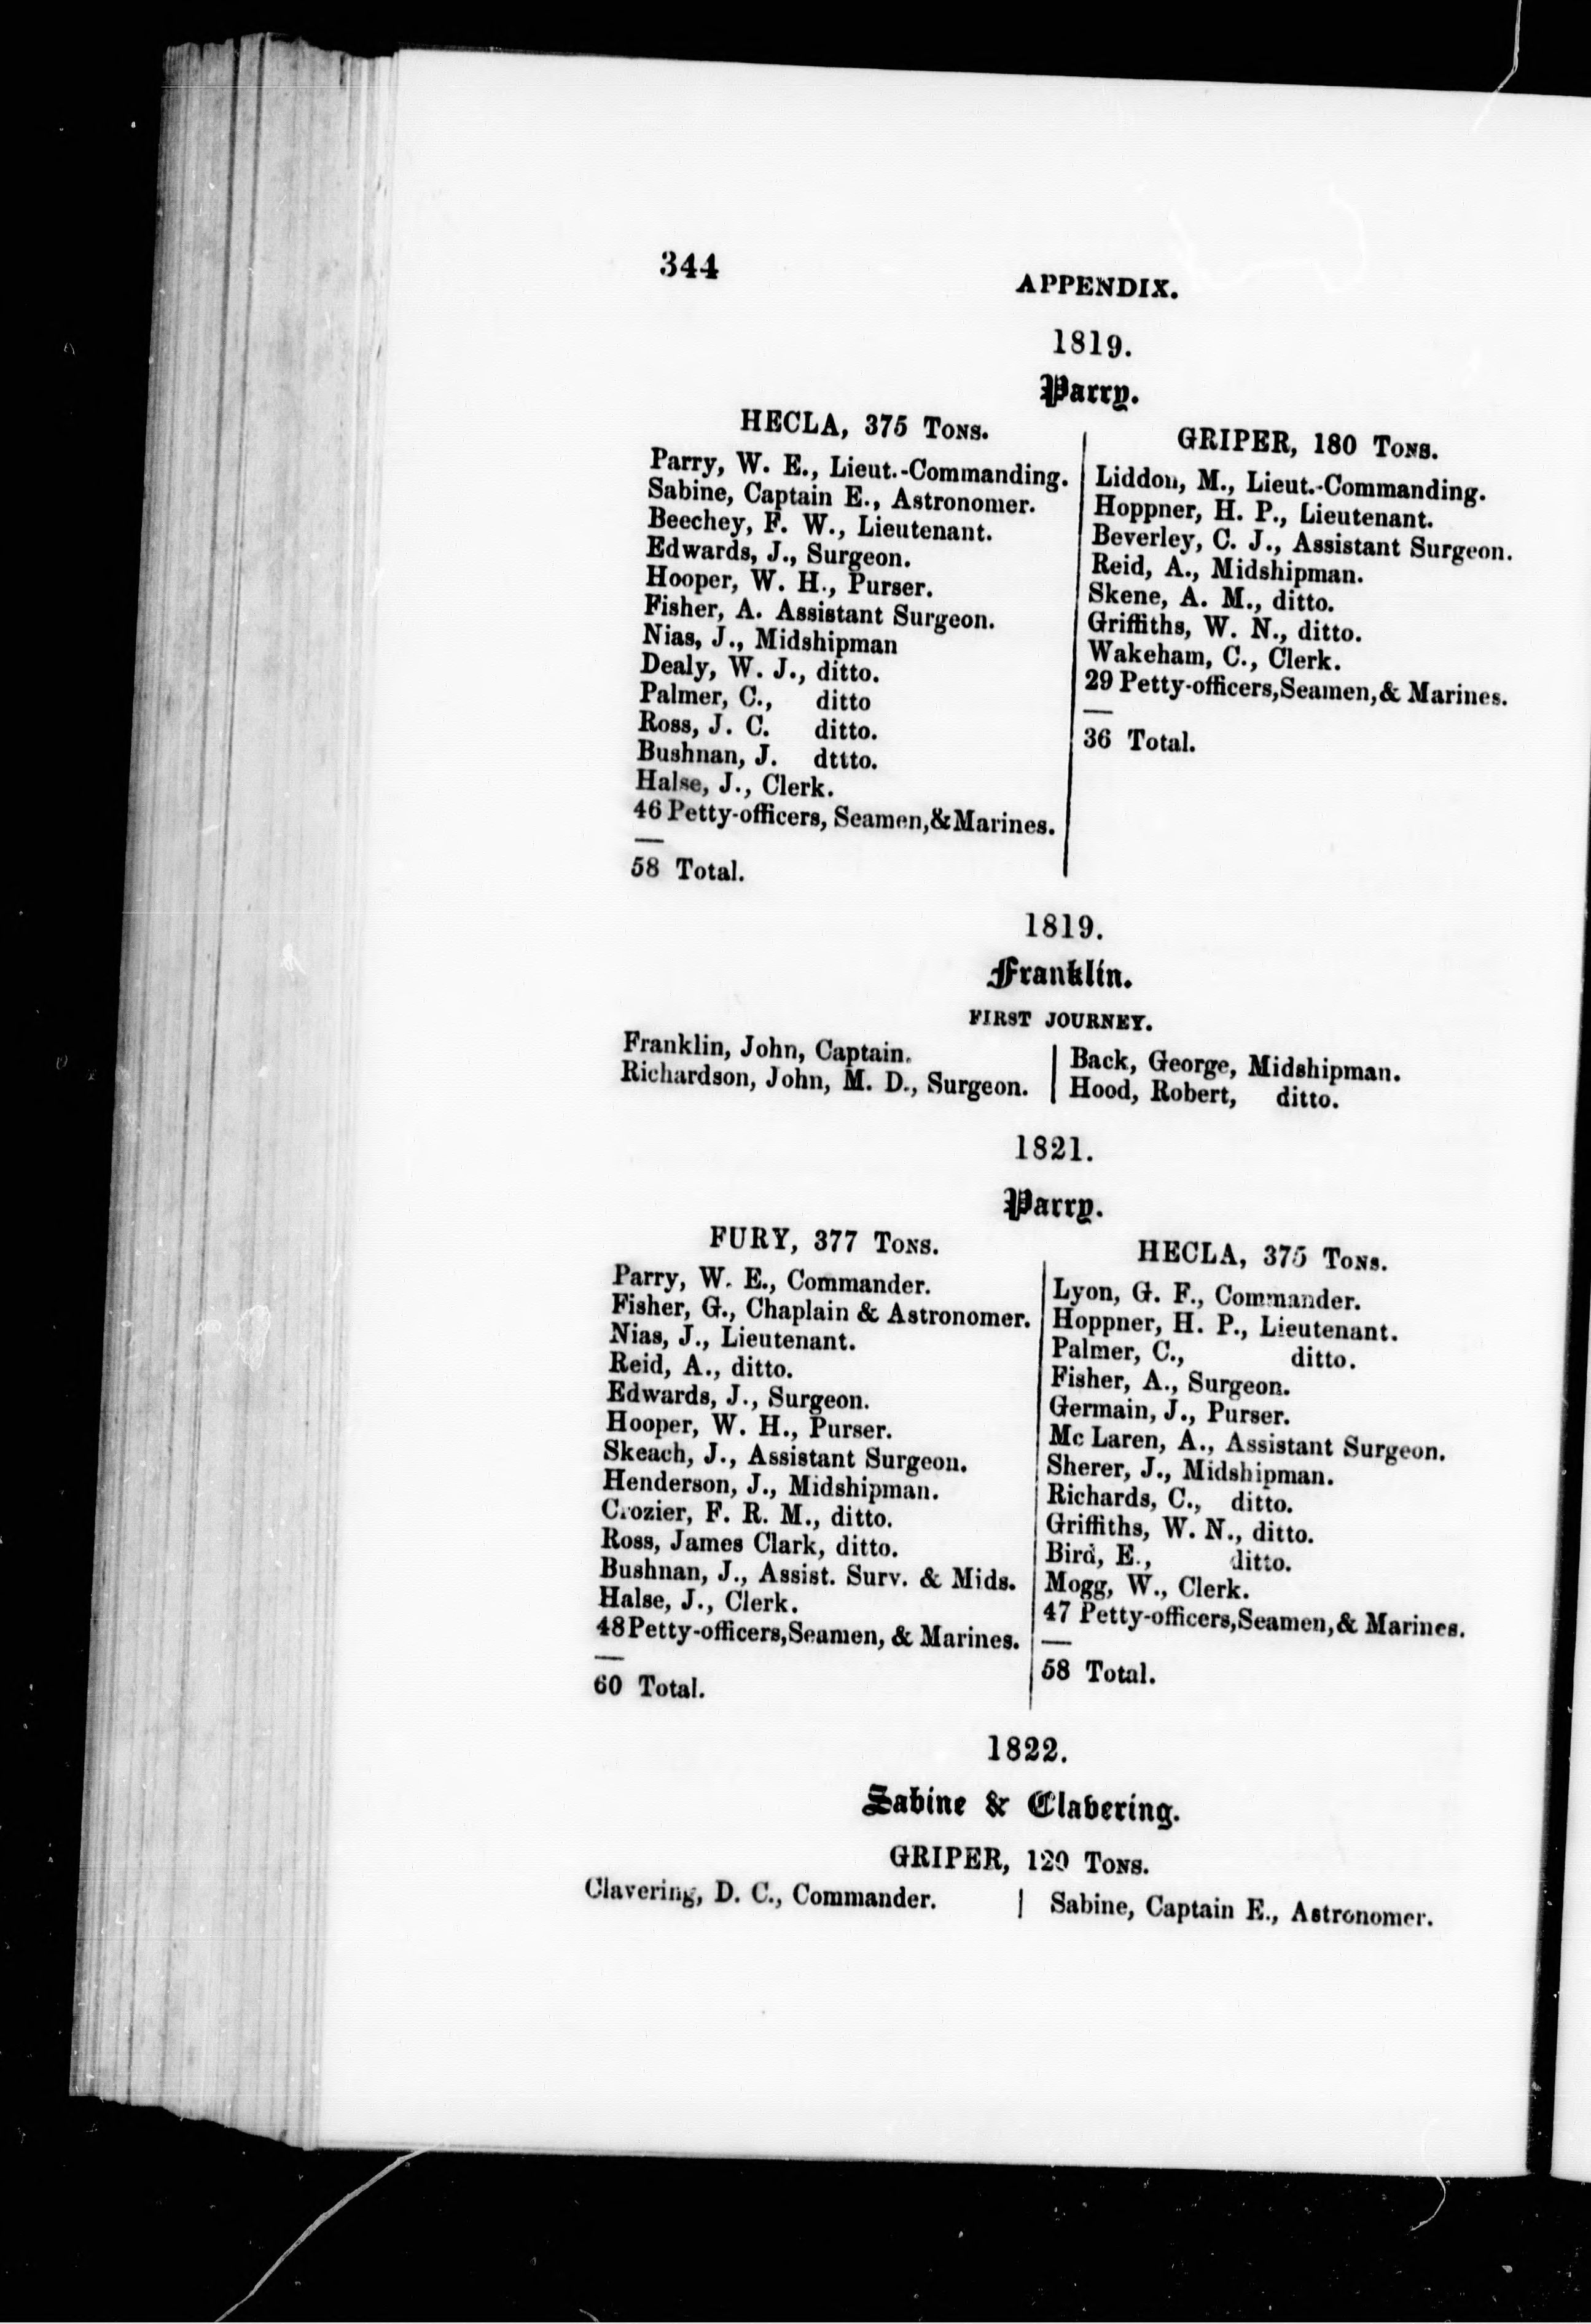 344
APPENDIX.
1819.
Parry.
HECLA, 375 TONS.
Parry, W. E., Lieut.-Commanding.
Sabine, Captain E., Astronomer.
Beechey, F. W., Lieutenant.
Edwards, J., Surgeon.
Hooper, W. H., Purser.
Fisher, A. Assistant Surgeon.
Nias, J., Midshipman
Dealy, W. J., ditto.
Palmer, C., ditto
Ross, J. C. ditto.
Bushnan, J. dttto.
Halse, J., Clerk.
46 Petty-officers, Seamen,&Marines.
58 Total.
GRIPER, 180 TONS.
Liddon, M., Lieut.-Commanding.
Hoppner, H. P., Lieutenant.
Beverley, C. J., Assistant Surgeon.
Reid, A., Midshipman.
Skene, A. M., ditto.
Griffiths, W. N., ditto.
Wakeham, C., Clerk.
29 Petty-officers,Seamen,& Marines.
36 Total.
1819.
Franklin.
FIRST JOURNEY.
Franklin, John, Captain.
Richardson, John, M. D., Surgeon.
Back, George, Midshipman.
Hood, Robert, ditto.
1821.
Parry.
FURY, 377 TONS.
Parry, W. E., Commander.
Fisher, G., Chaplain & Astronomer.
Nias, J., Lieutenant.
Reid, A., ditto.
Edwards, J., Surgeon.
Hooper, W. H., Purser.
Skeach, J., Assistant Surgeon.
Henderson, J., Midshipman.
Crozier, F. R. M., ditto.
Ross, James Clark, ditto.
Bushnan, J., Assist. Surv. & Mids.
Halse, J., Clerk.
48Petty-officers,Seamen, & Marines.
60 Total.
HECLA, 375 TONS.
Lyon, G. F., Commander.
Hoppner, H. P., Lieutenant.
Palmer, C., ditto.
Fisher, A., Surgeon.
Germain, J., Purser.
Mc Laren, A., Assistant Surgeon.
Sherer, J., Midshipman.
Richards, C., ditto.
Griffiths, W. N., ditto.
Bird, E., ditto.
Mogg, W., Clerk.
47 Petty-officers,Seamen,& Marines.
58 Total.
1822.
Sabine & Clavering.
GRIPER, 120 TONS.
Clavering, D. C., Commander.
Sabine, Captain E., Astronomer.